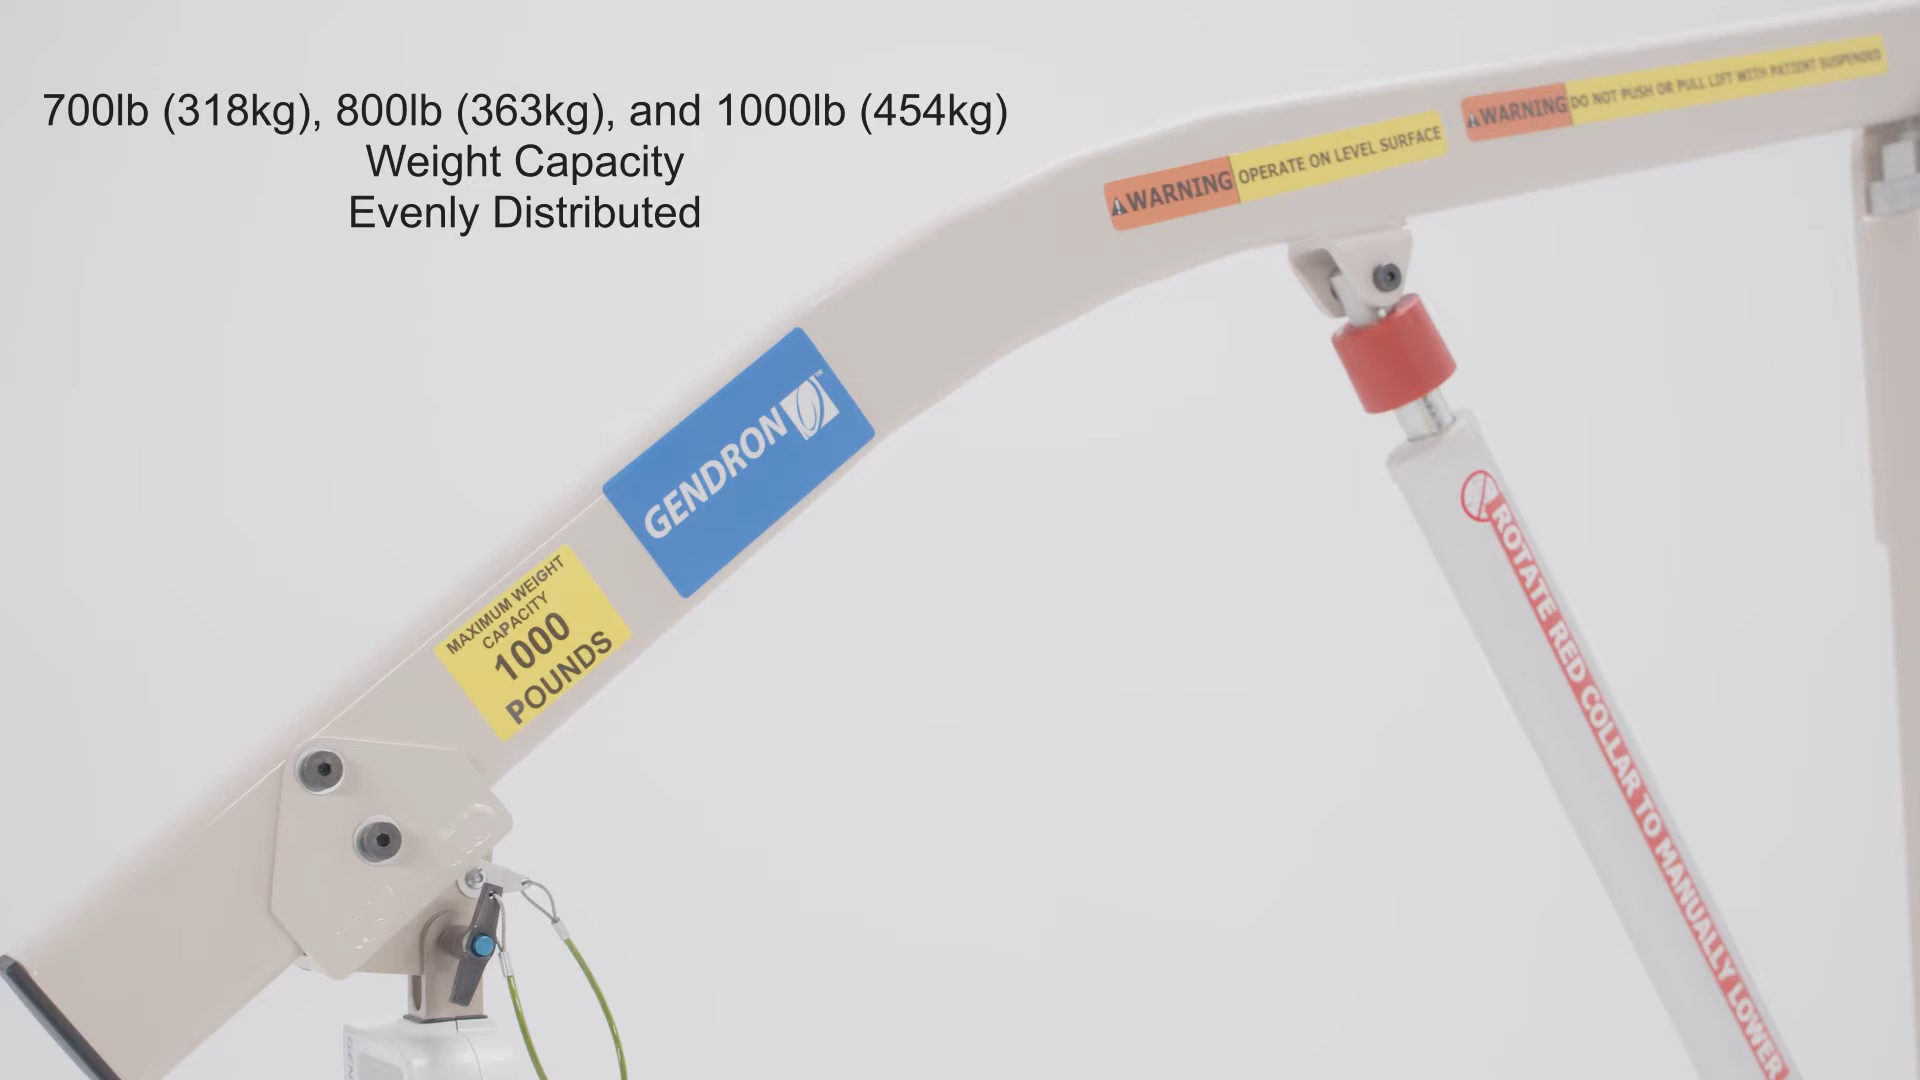 700lb (318kg), 800lb (363kg), and 1000lb (454kg)
Weight Capacity
Evenly Distributed
WARNING OPERATE ON LEVEL SURFACE
WARNING DO NOT PUSH OR PULL LIFT WITH PATIENT SUSPENDED
GENDRON™
MAXIMUM WEIGHT
CAPACITY
1000
POUNDS
ROTATE RED COLLAR TO MANUALLY LOWER